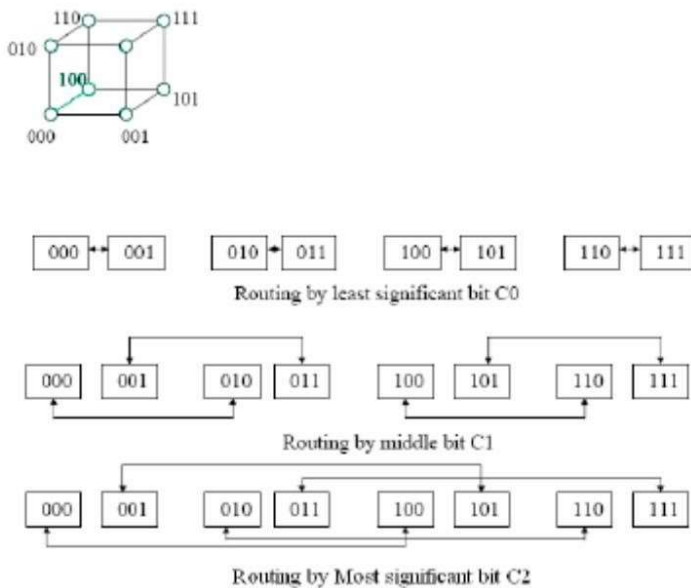 110 111
010
100
101
000 001
000 001 010 011 100 101 110 111
Routing by least significant bit C0
000 001 010 011 100 101 110 111
Routing by middle bit C1
000 001 010 011 100 101 110 111
Routing by Most significant bit C2